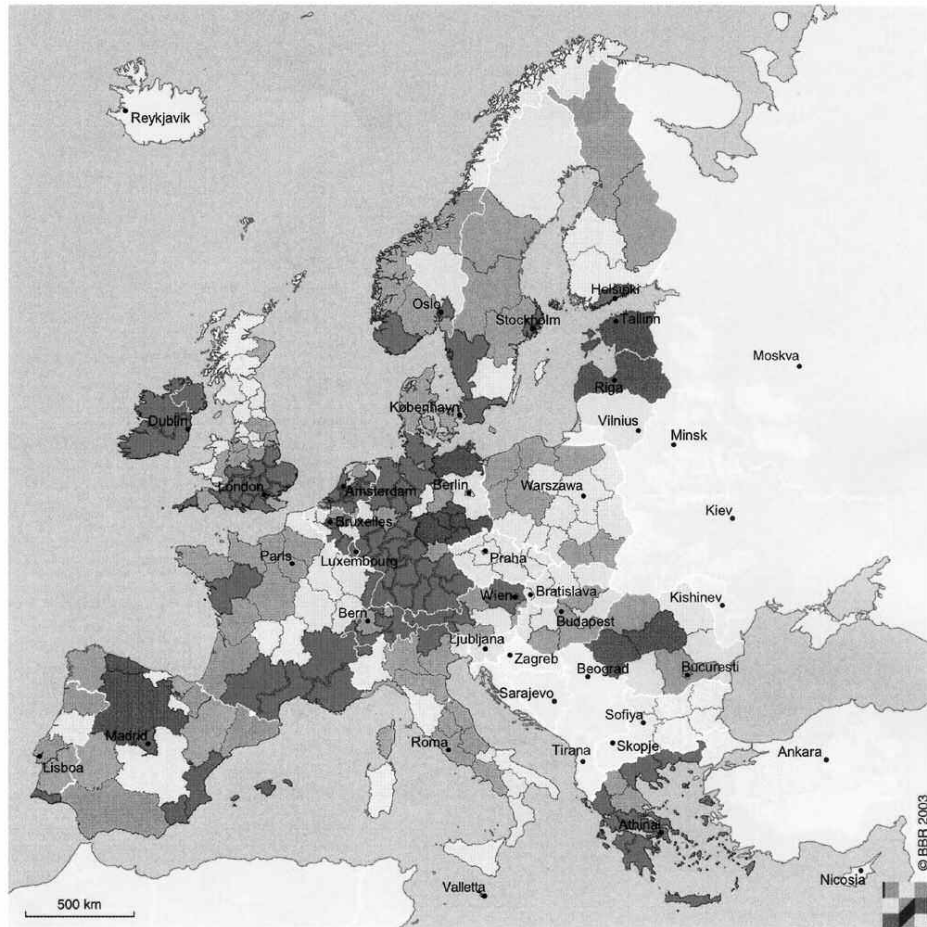 Reykjavik
Helsinki
Oslo
Stockholm
Tallinn
Moskva
Riga
København
Dublin
Vilnius
Minsk
London
Amsterdam
Berlin
Warszawa
Bruxelles
Kiev
Paris
Luxembourg
Praha
Wien
Bratislava
Kishinev
Bern
Budapest
Ljubljana
Zagreb
Beograd
Bucuresti
Sarajevo
Sofiya
Madrid
Roma
Skopje
Lisboa
Tirana
Ankara
Athinai
© BBR 2003
Valletta
Nicosia
500 km